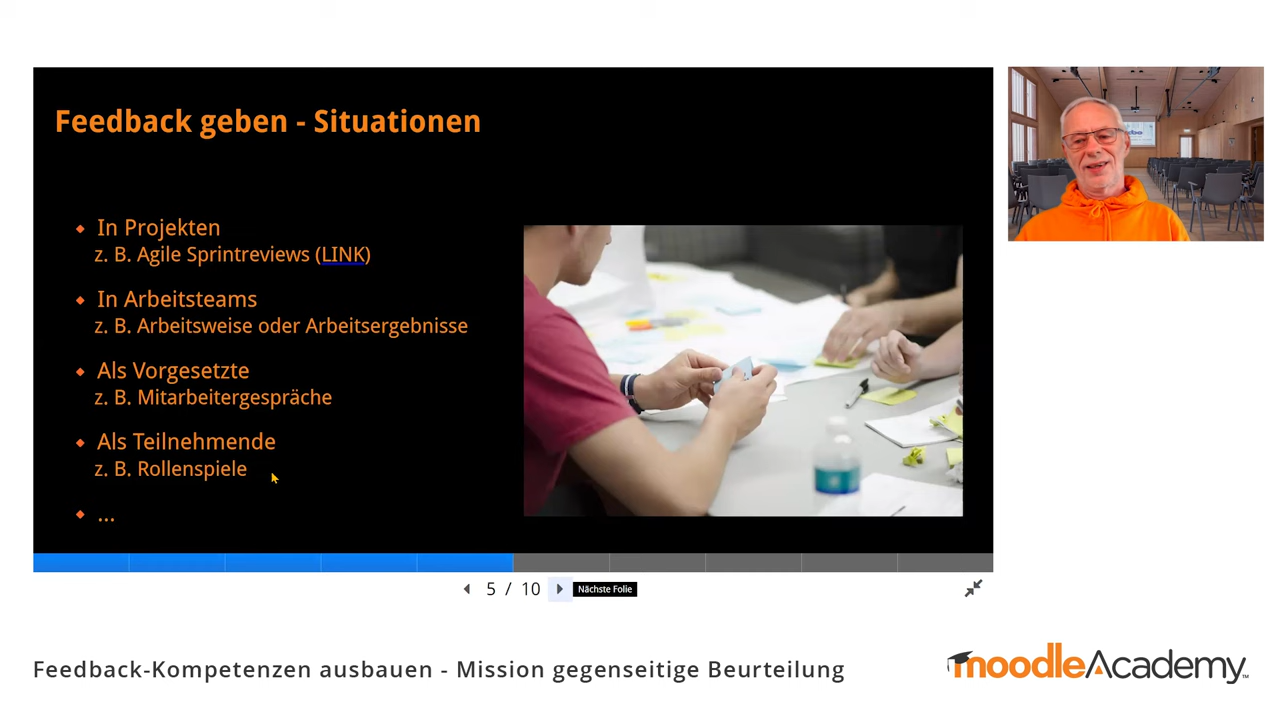 Feedback geben - Situationen
In Projekten
z. B. Agile Sprintreviews (LINK)
In Arbeitsteams
z. B. Arbeitsweise oder Arbeitsergebnisse
Als Vorgesetzte
z. B. Mitarbeitergespräche
Als Teilnehmende
z. B. Rollenspiele
...
5 / 10
Nächste Folie
Feedback-Kompetenzen ausbauen - Mission gegenseitige Beurteilung
moodleAcademy™